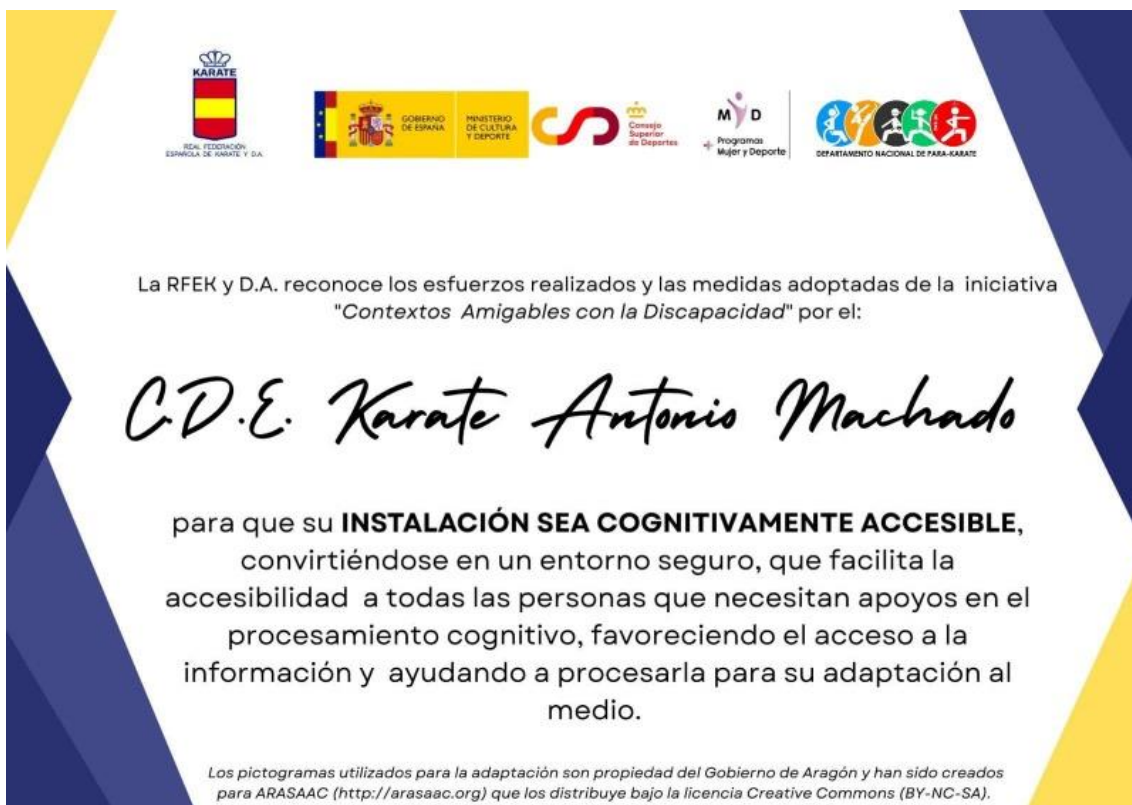 KARATE
REAL FEDERACIÓN
ESPAÑOLA DE KARATE Y D.A.
GOBIERNO
DE ESPAÑA
MINISTERIO
DE CULTURA
Y DEPORTE
Consejo
Superior
de Deportes
M D
+ Programas
Mujer y Deporte
DEPARTAMENTO NACIONAL DE PARA-KARATE
La RFEK y D.A. reconoce los esfuerzos realizados y las medidas adoptadas de la iniciativa
"Contextos Amigables con la Discapacidad" por el:
C.D.E. Karate Antonio Machado
para que su INSTALACIÓN SEA COGNITIVAMENTE ACCESIBLE,
convirtiéndose en un entorno seguro, que facilita la
accesibilidad a todas las personas que necesitan apoyos en el
procesamiento cognitivo, favoreciendo el acceso a la
información y ayudando a procesarla para su adaptación al
medio.
Los pictogramas utilizados para la adaptación son propiedad del Gobierno de Aragón y han sido creados
para ARASAAC (http://arasaac.org) que los distribuye bajo la licencia Creative Commons (BY-NC-SA).